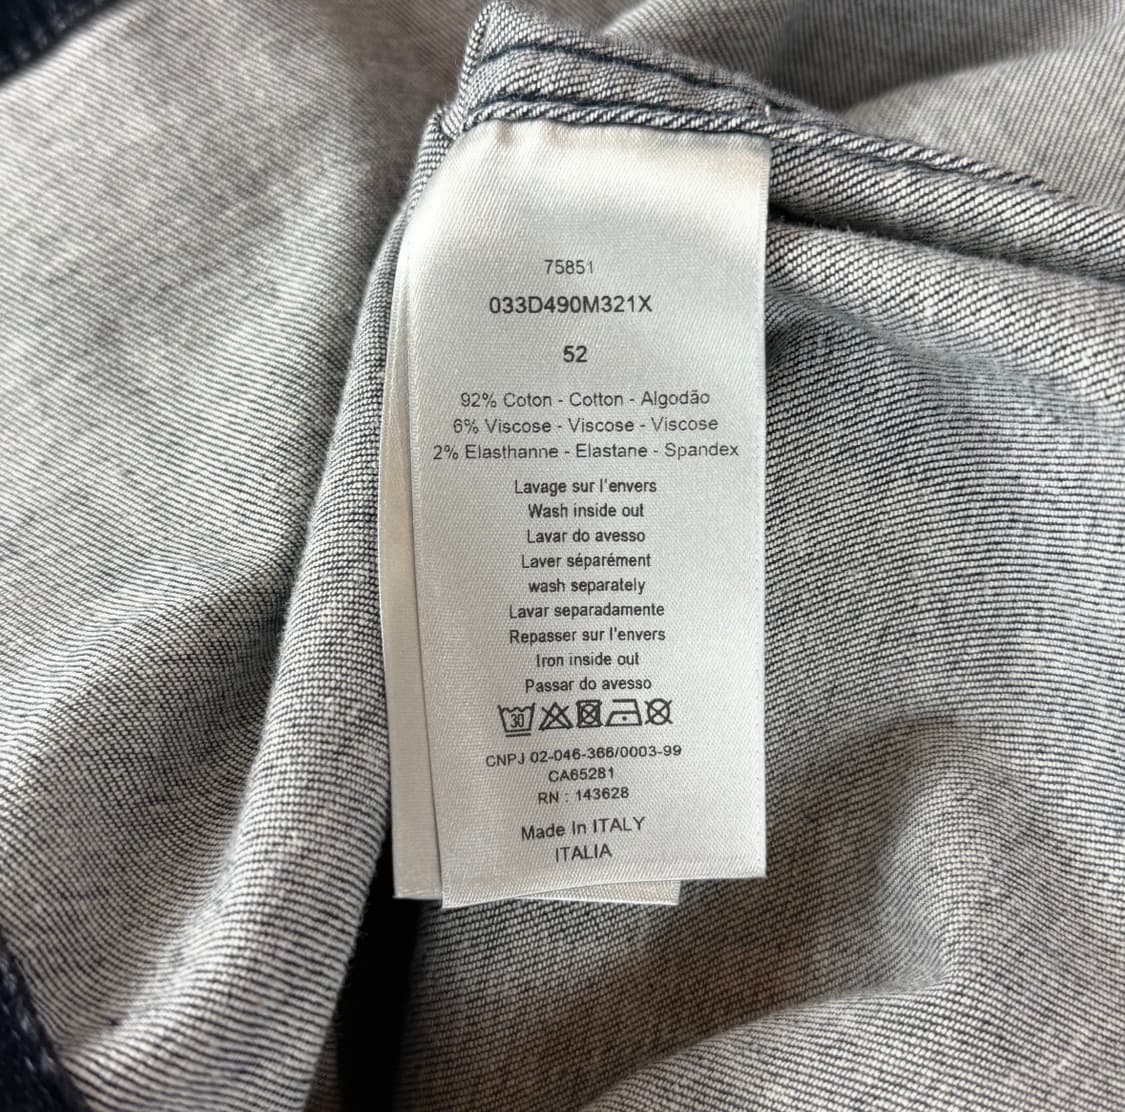 75851
033D490M321X
52
92% Coton - Cotton - Algodão
6% Viscose - Viscose - Viscose
2% Elasthanne - Elastane - Spandex
Lavage sur l'envers
Wash inside out
Lavar do avesso
Laver séparément
wash separately
Lavar separadamente
Repasser sur l'envers
Iron inside out
Passar do avesso
30
CNPJ 02-046-366/0003-99
CA65281
RN : 143628
Made In ITALY
ITALIA